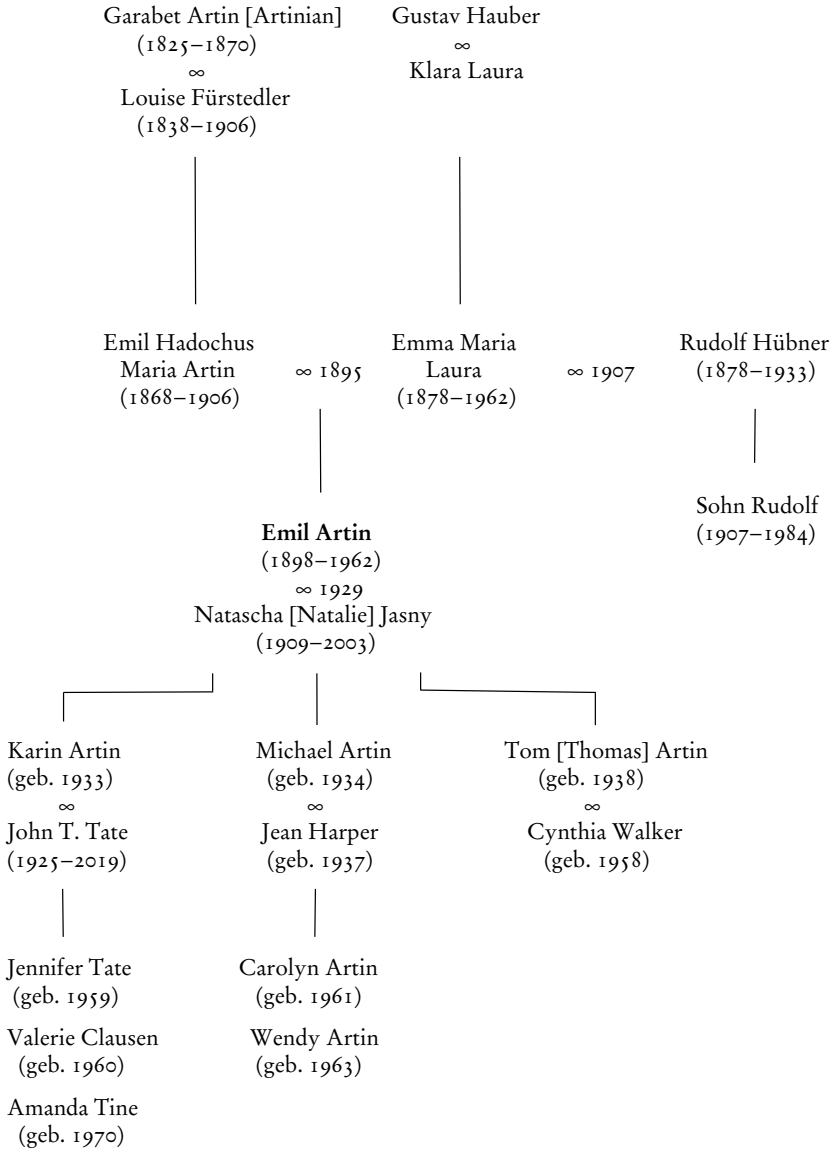 Garabet Artin [Artinian]
(1825–1870)
∞
Louise Fürstedler
(1838–1906)
Gustav Hauber
∞
Klara Laura
Emil Hadochus
Maria Artin
(1868–1906)
∞ 1895
Emma Maria
Laura
(1878–1962)
∞ 1907
Rudolf Hübner
(1878–1933)
Sohn Rudolf
(1907–1984)
Emil Artin
(1898–1962)
∞ 1929
Natascha [Natalie] Jasny
(1909–2003)
Karin Artin
(geb. 1933)
∞
John T. Tate
(1925–2019)
Michael Artin
(geb. 1934)
∞
Jean Harper
(geb. 1937)
Tom [Thomas] Artin
(geb. 1938)
∞
Cynthia Walker
(geb. 1958)
Jennifer Tate
(geb. 1959)
Valerie Clausen
(geb. 1960)
Amanda Tine
(geb. 1970)
Carolyn Artin
(geb. 1961)
Wendy Artin
(geb. 1963)